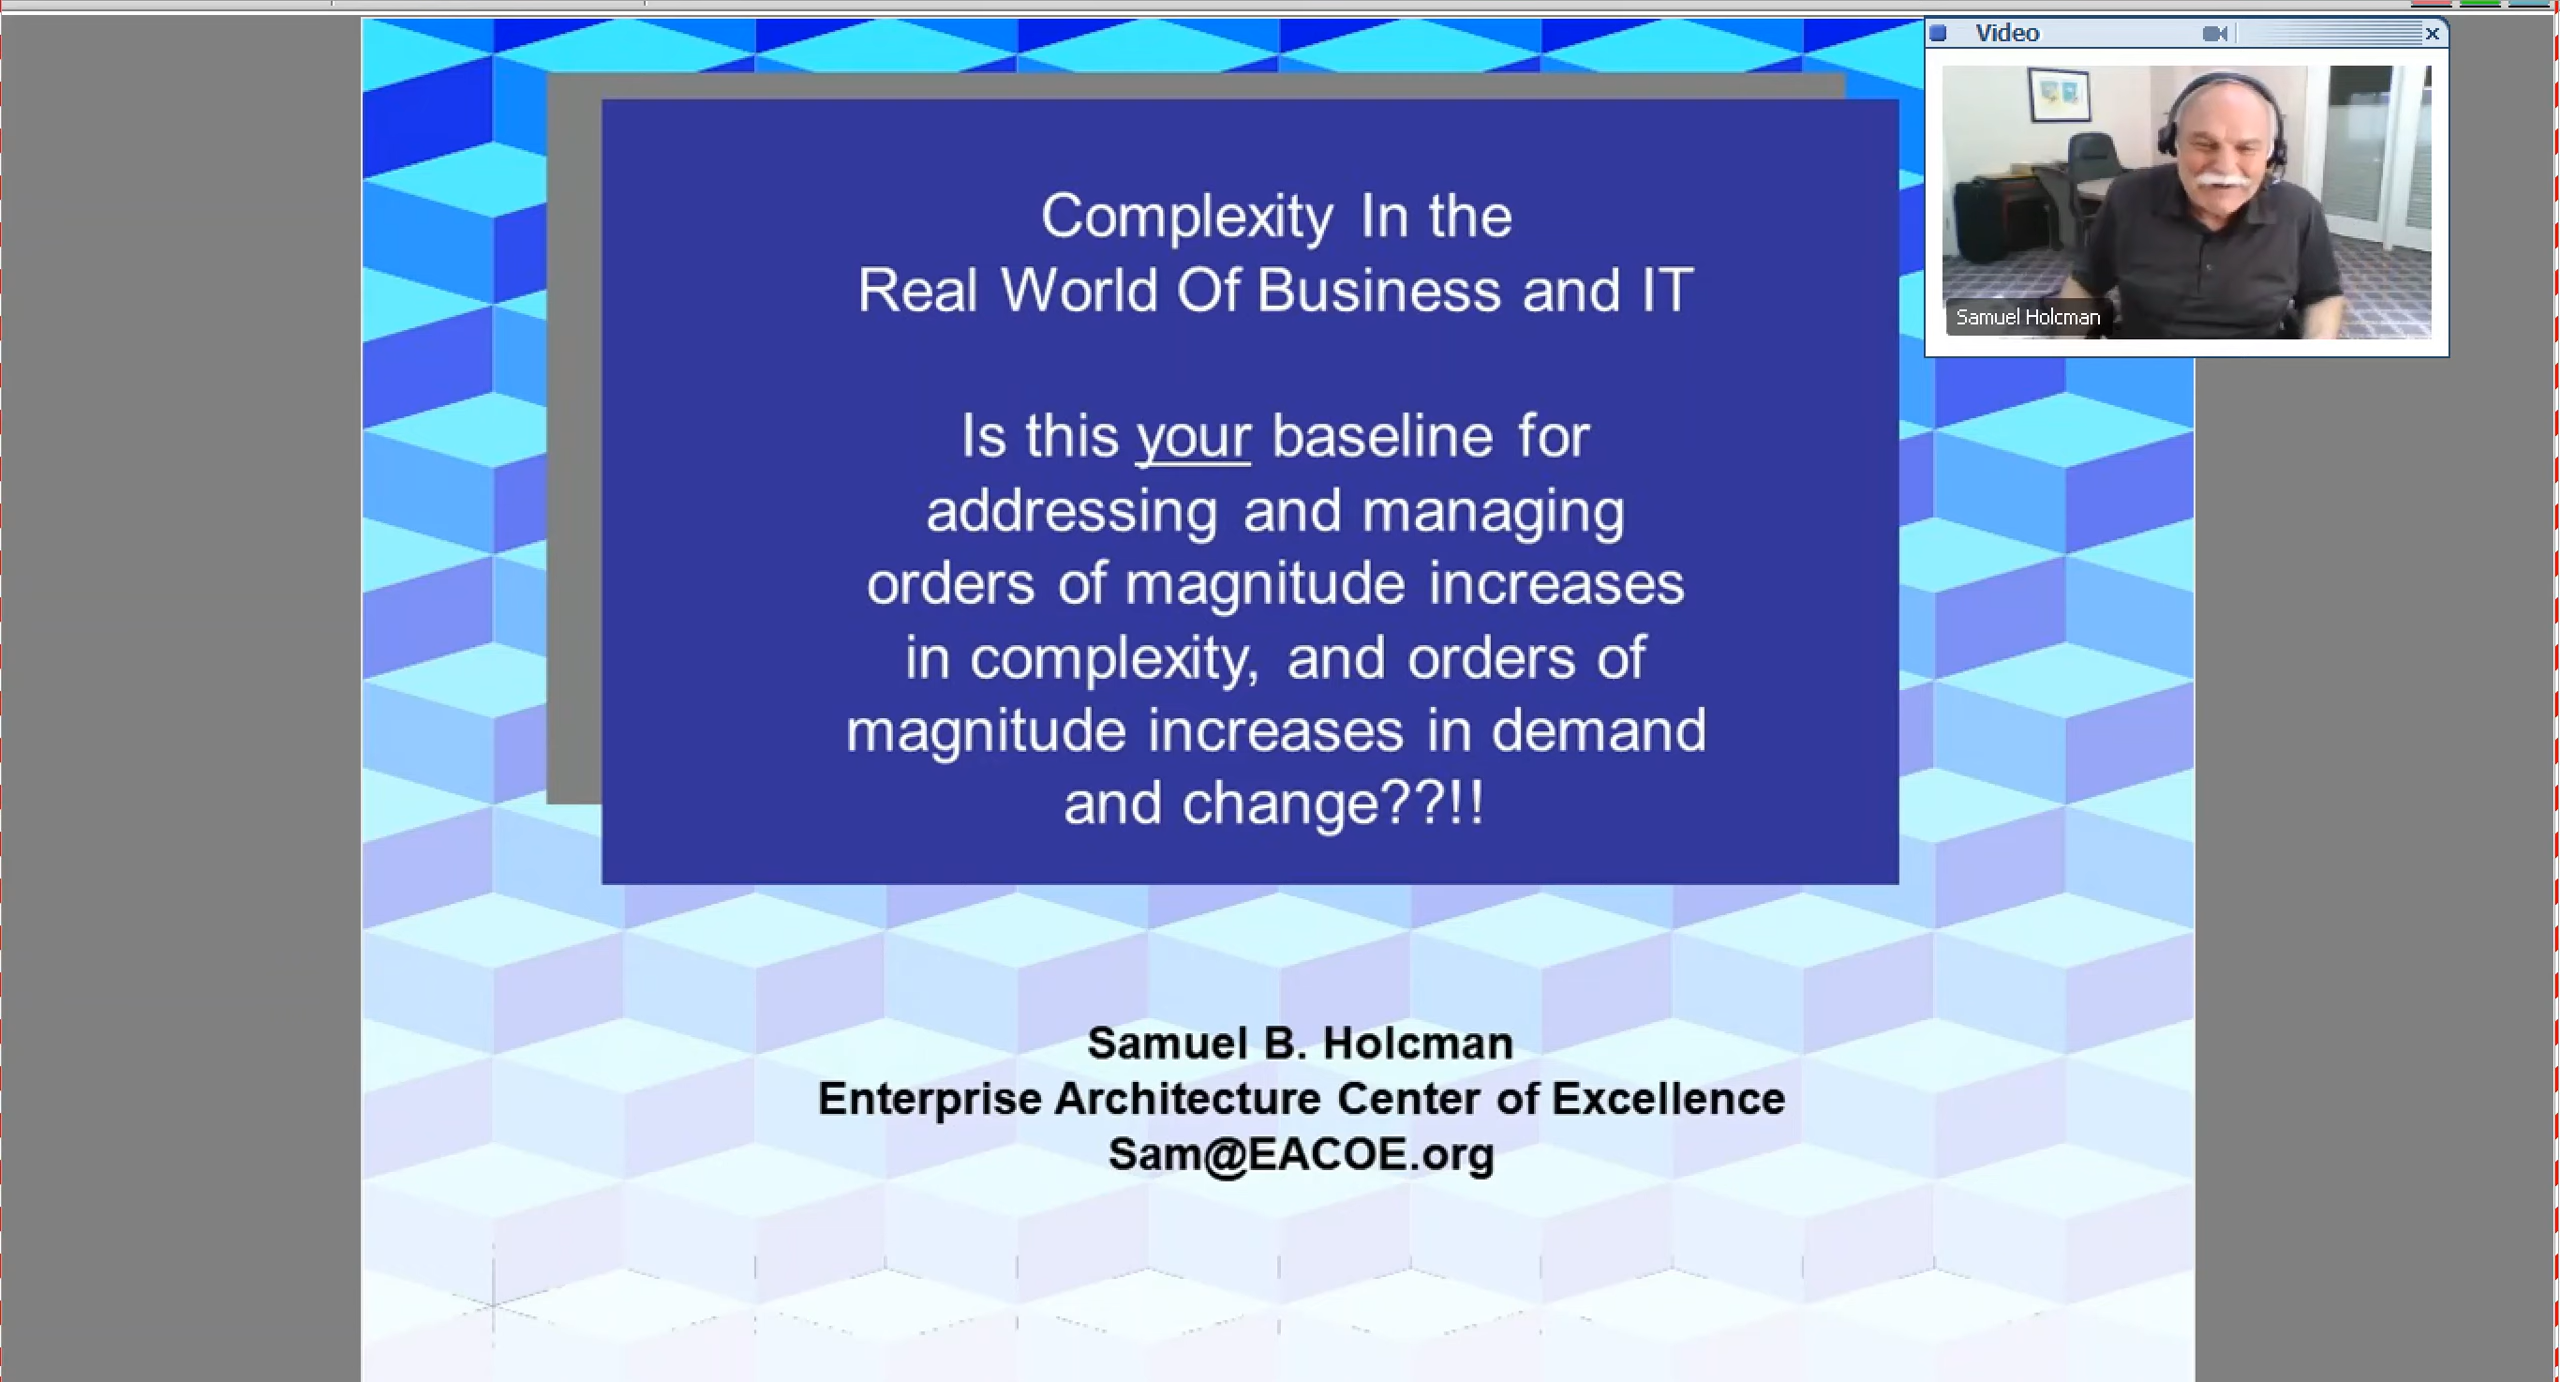 Video
Samuel Holcman
Complexity In the
Real World Of Business and IT
Is this your baseline for
addressing and managing
orders of magnitude increases
in complexity, and orders of
magnitude increases in demand
and change??!!
Samuel B. Holcman
Enterprise Architecture Center of Excellence
Sam@EACOE.org